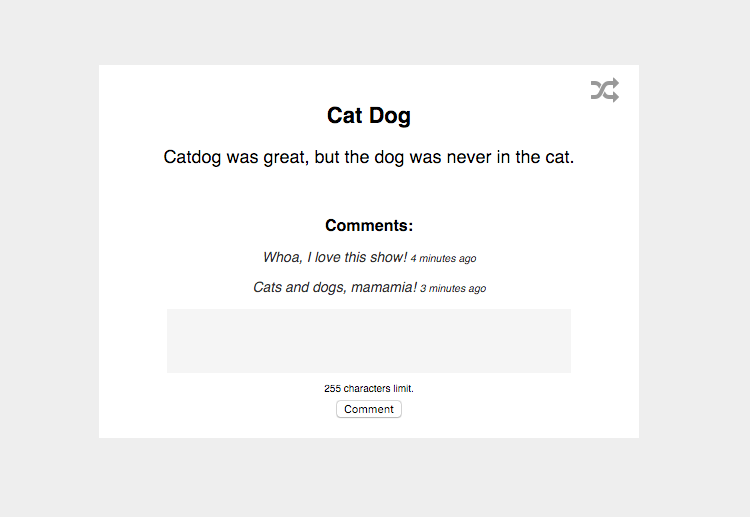 Cat Dog
Catdog was great, but the dog was never in the cat.
Comments:
Whoa, I love this show! 4 minutes ago
Cats and dogs, mamamia! 3 minutes ago
255 characters limit.
Comment